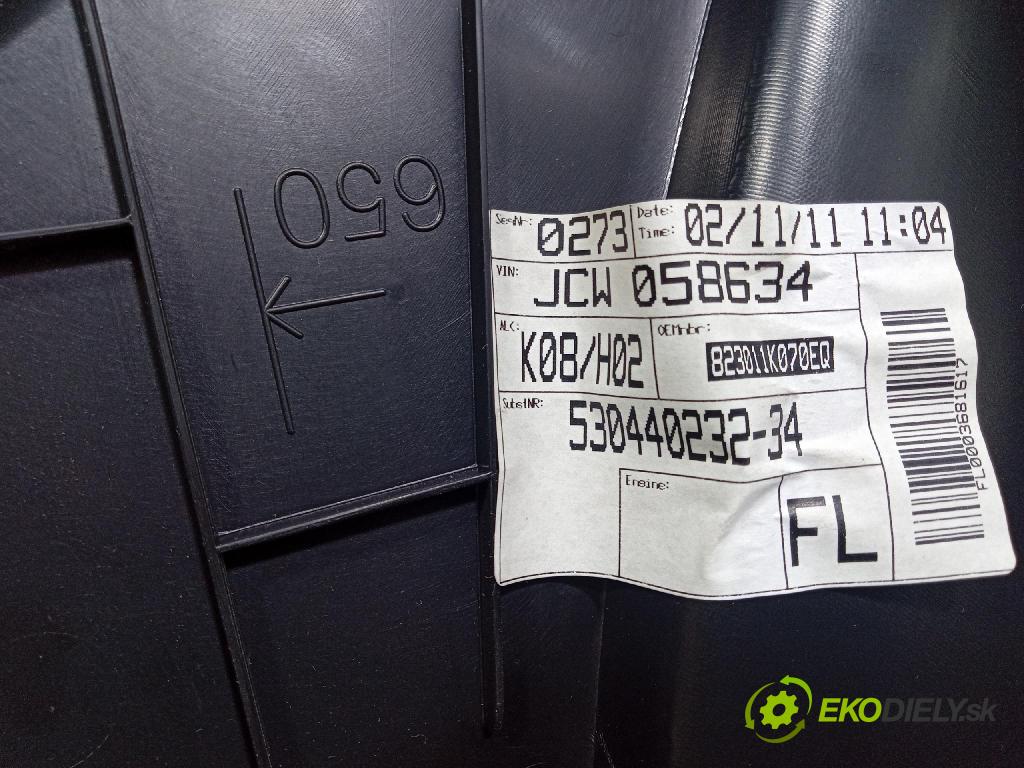 650
SeqNr: 0273 Date: Time: 02/11/11 11:04
VIN: JCW 058634
ALC: K08/H02 OEMnbr: 823011K070EQ
SubstNR: 530440232-34
Engine:
FL
FL0003681617
EKODIELY.sk